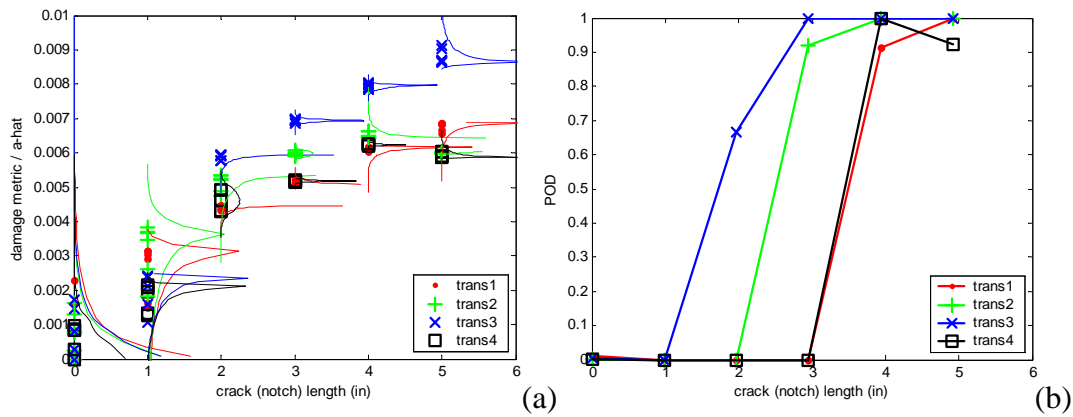 0.01
0.009
0.008
0.007
0.006
0.005
0.004
0.003
0.002
0.001
0
damage metric / a-hat
0 1 2 3 4 5 6
crack (notch) length (in)
trans1
trans2
trans3
trans4
(a)
1
0.9
0.8
0.7
0.6
0.5
0.4
0.3
0.2
0.1
0
POD
0 1 2 3 4 5 6
crack (notch) length (in)
trans1
trans2
trans3
trans4
(b)